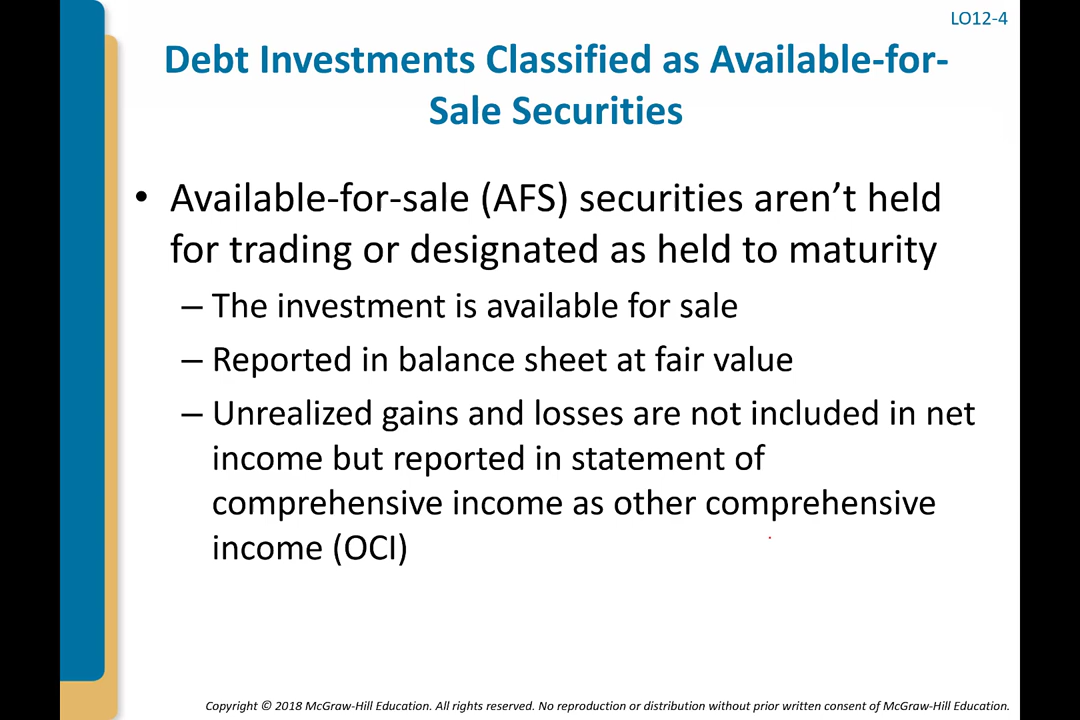 LO12-4
Debt Investments Classified as Available-for-
Sale Securities
• Available-for-sale (AFS) securities aren’t held
for trading or designated as held to maturity
– The investment is available for sale
– Reported in balance sheet at fair value
– Unrealized gains and losses are not included in net
income but reported in statement of
comprehensive income as other comprehensive
income (OCI)
Copyright © 2018 McGraw-Hill Education. All rights reserved. No reproduction or distribution without prior written consent of McGraw-Hill Education.